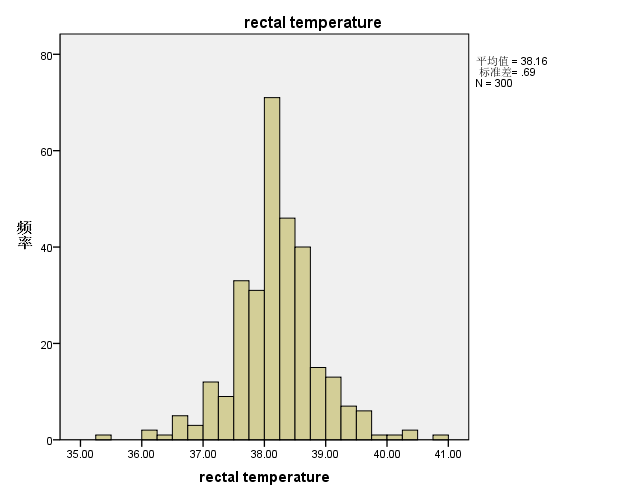 rectal temperature
平均值 = 38.16
标准差= .69
N = 300
80
60
40
20
0
频率
35.00 36.00 37.00 38.00 39.00 40.00 41.00
rectal temperature